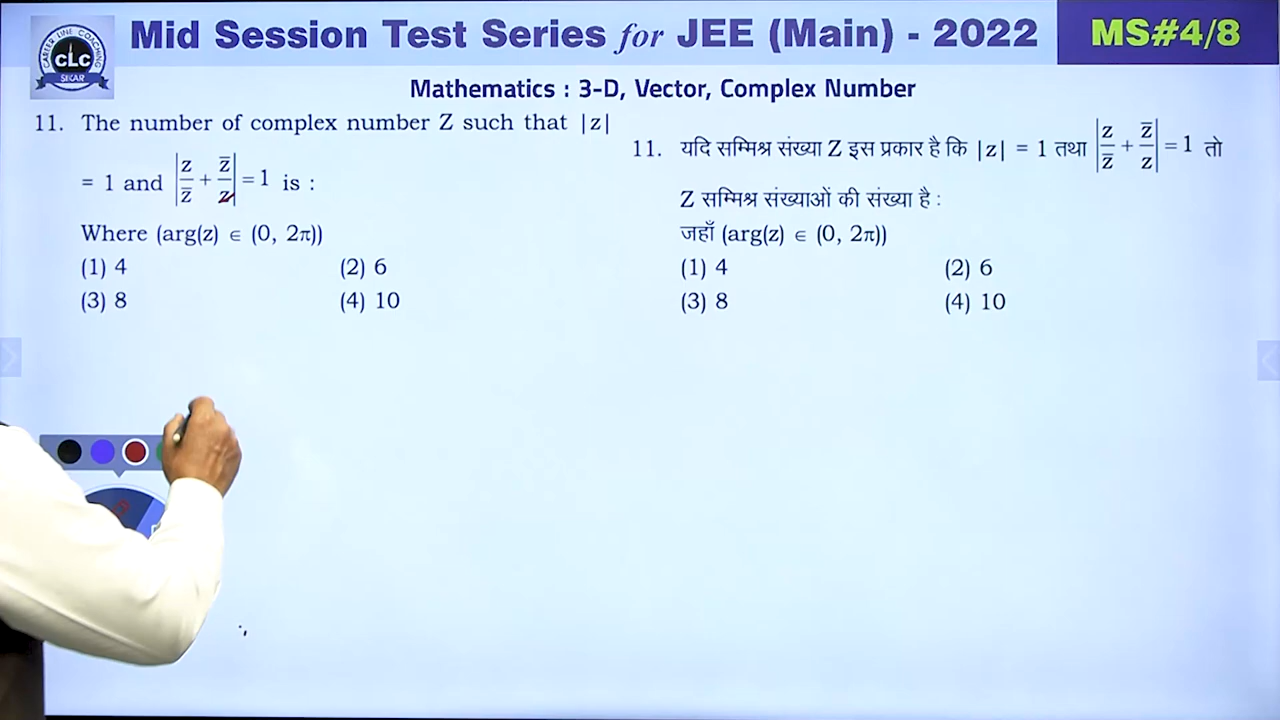 CAREER LINE COACHING
CLC
SIKAR
Mid Session Test Series for JEE (Main) - 2022
MS#4/8
Mathematics : 3-D, Vector, Complex Number
11. The number of complex number Z such that |z|
= 1 and |z/z̅ + z̅/z| = 1 is :
Where (arg(z) ∈ (0, 2π))
(1) 4 (2) 6
(3) 8 (4) 10
11. यदि सम्मिश्र संख्या Z इस प्रकार है कि |z| = 1 तथा |z/z̅ + z̅/z| = 1 तो
Z सम्मिश्र संख्याओं की संख्या है :
जहाँ (arg(z) ∈ (0, 2π))
(1) 4 (2) 6
(3) 8 (4) 10